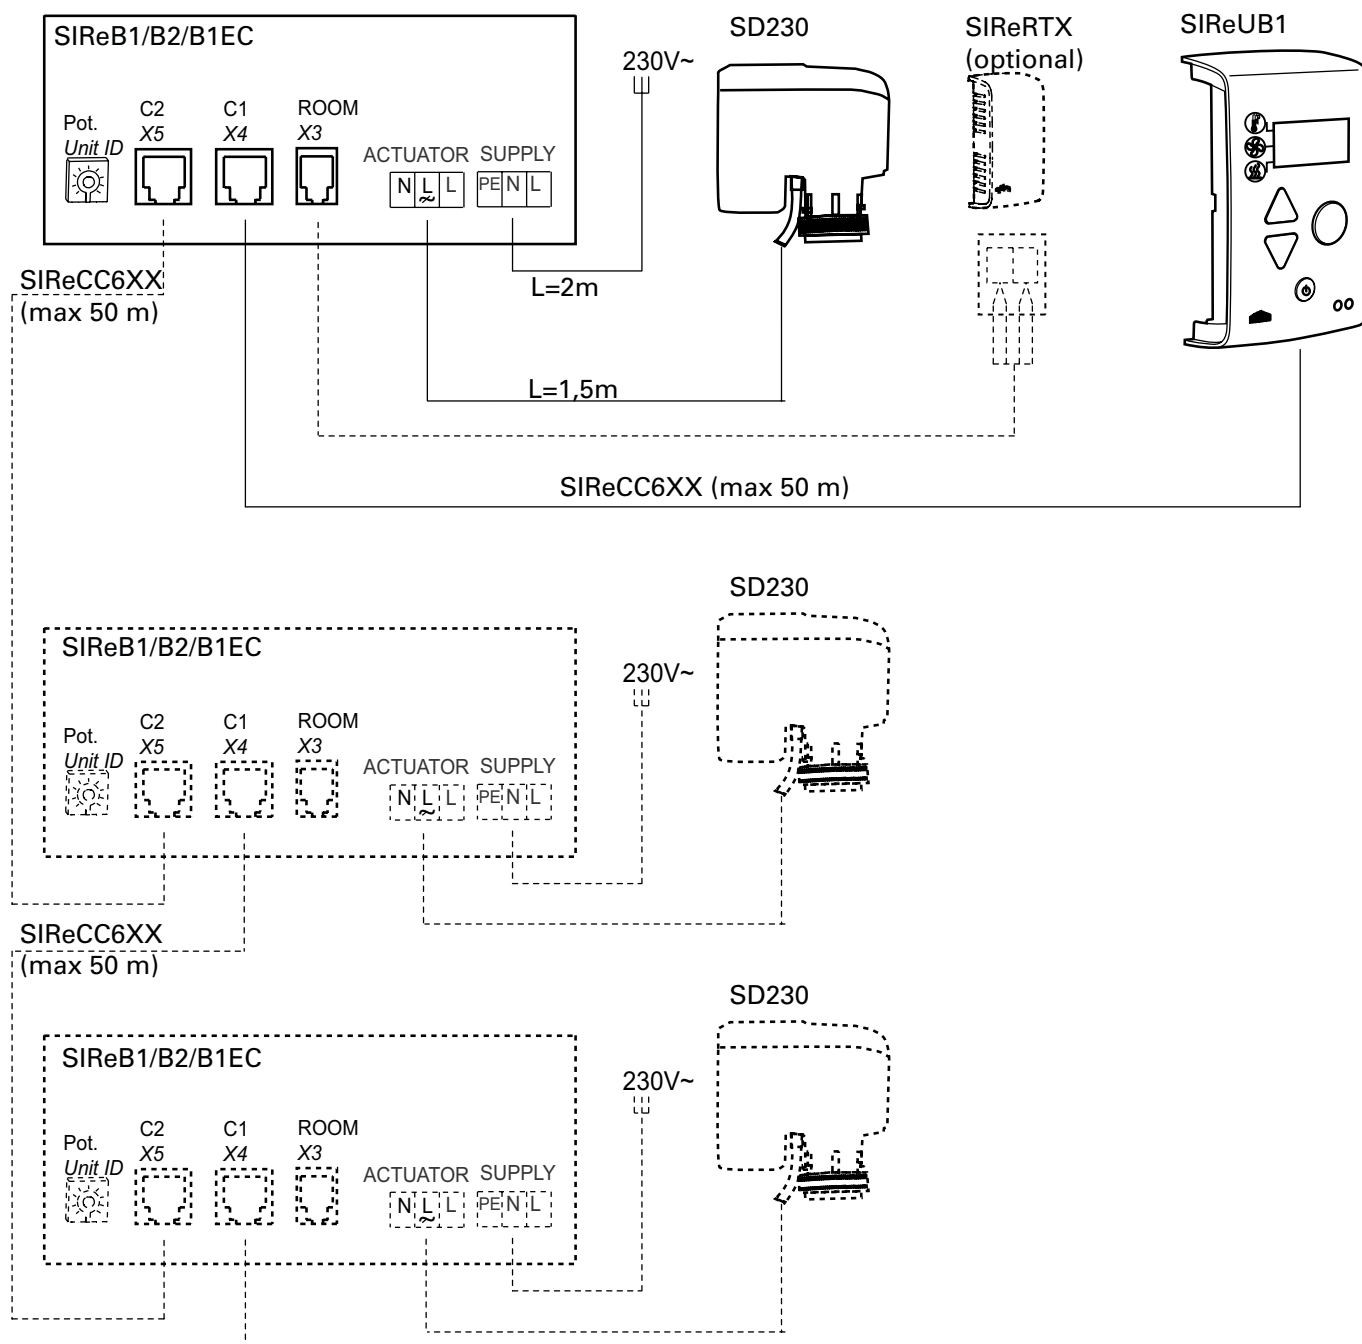 SIReB1/B2/B1EC
SD230
SIReRTX
(optional)
SIReUB1
230V~
Pot.
Unit ID
C2
X5
C1
X4
ROOM
X3
ACTUATOR SUPPLY
N L L PE N L
~
SIReCC6XX
(max 50 m)
L=2m
L=1,5m
SIReCC6XX (max 50 m)
SD230
SIReB1/B2/B1EC
230V~
Pot.
Unit ID
C2
X5
C1
X4
ROOM
X3
ACTUATOR SUPPLY
N L L PE N L
~
SIReCC6XX
(max 50 m)
SD230
SIReB1/B2/B1EC
230V~
Pot.
Unit ID
C2
X5
C1
X4
ROOM
X3
ACTUATOR SUPPLY
N L L PE N L
~